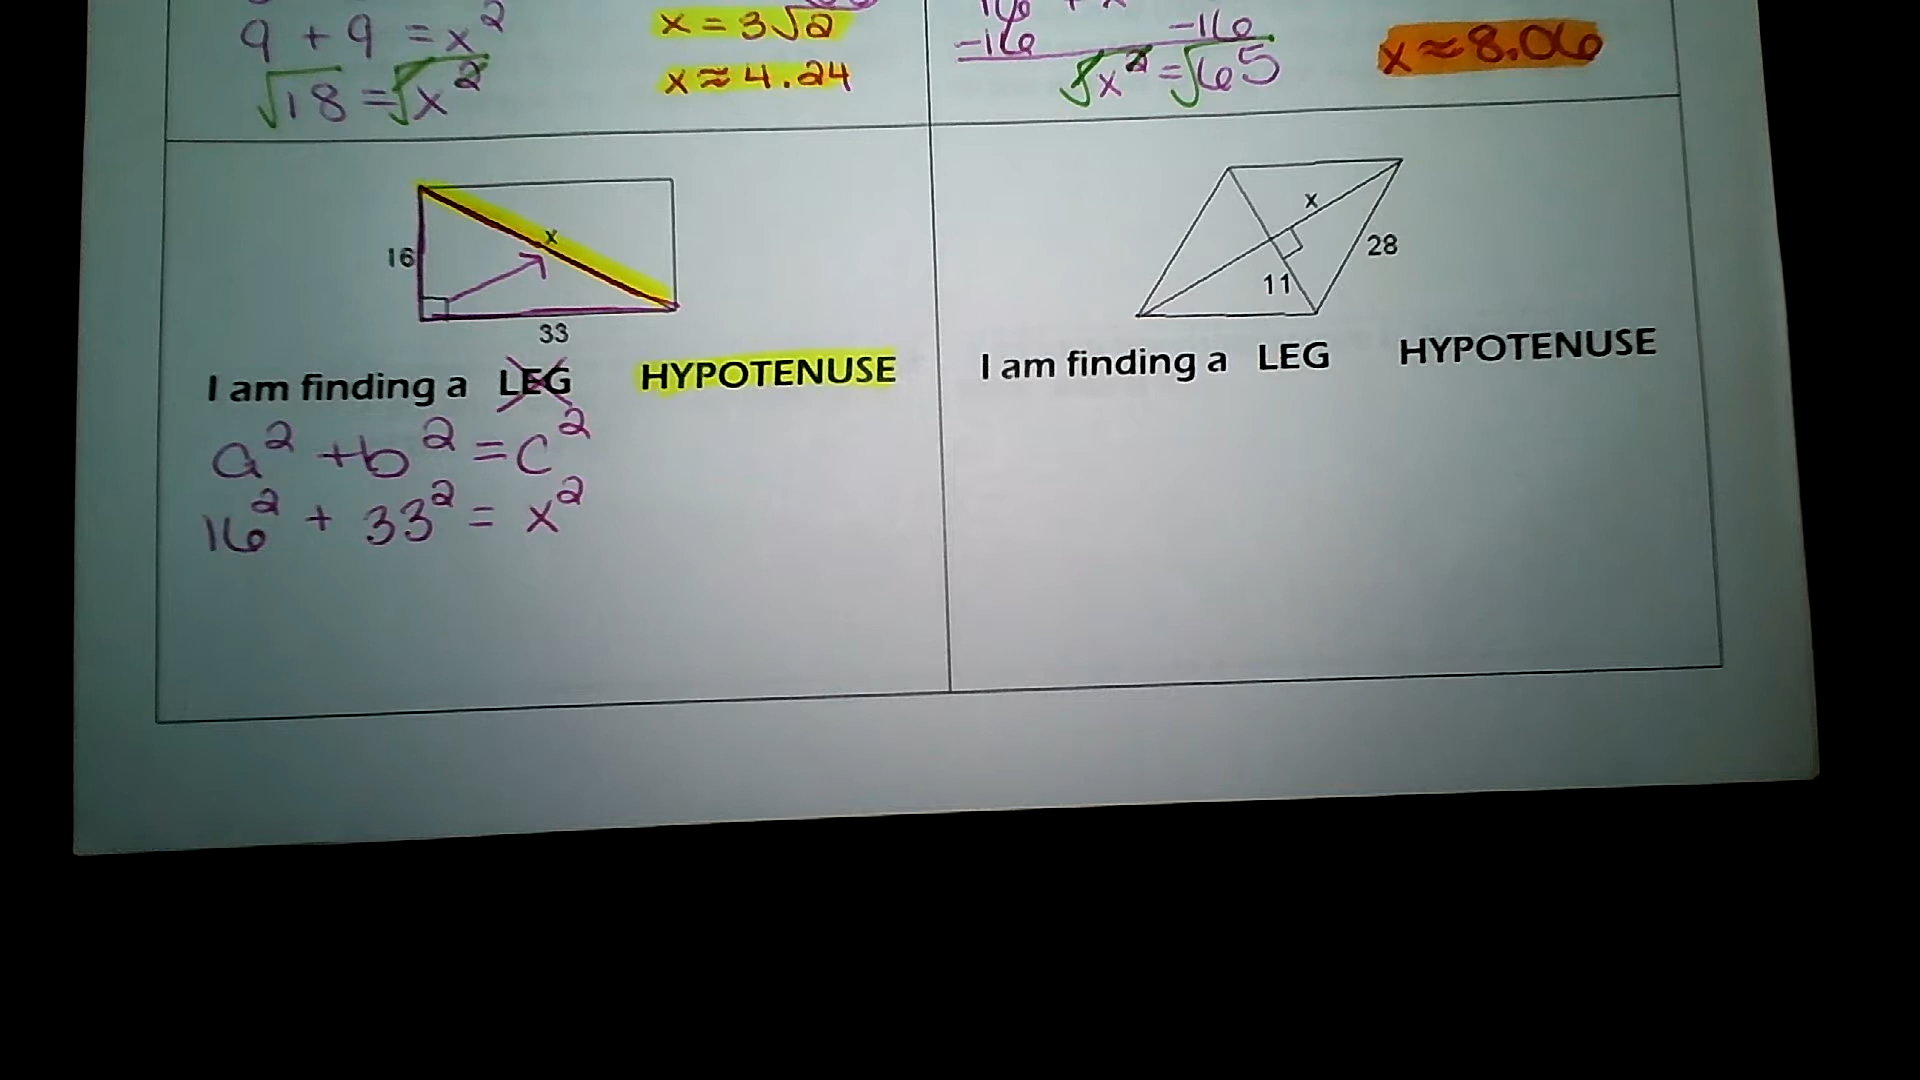 9 + 9 = x²
√18 = √x²
x = 3√2
x ≈ 4.24
-16 -16
√x² = √65
x ≈ 8.06
x
16
33
I am finding a LEG HYPOTENUSE
a² + b² = c²
16² + 33² = x²
x
28
11
I am finding a LEG HYPOTENUSE